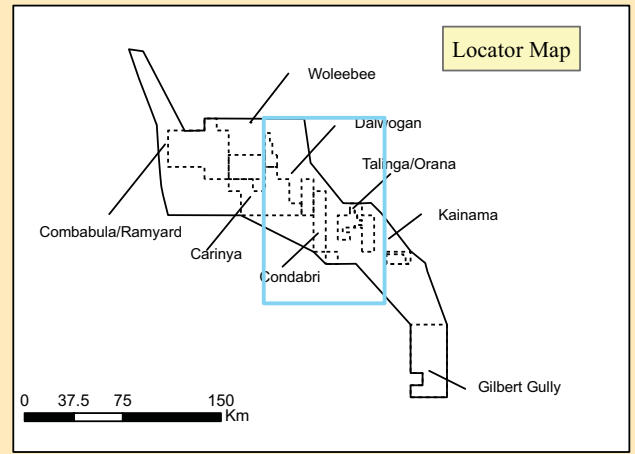 Locator Map
Woleebee
Dalwogan
Talinga/Orana
Kainama
Combabula/Ramyard
Carinya
Condabri
Gilbert Gully
0 37.5 75 150
Km